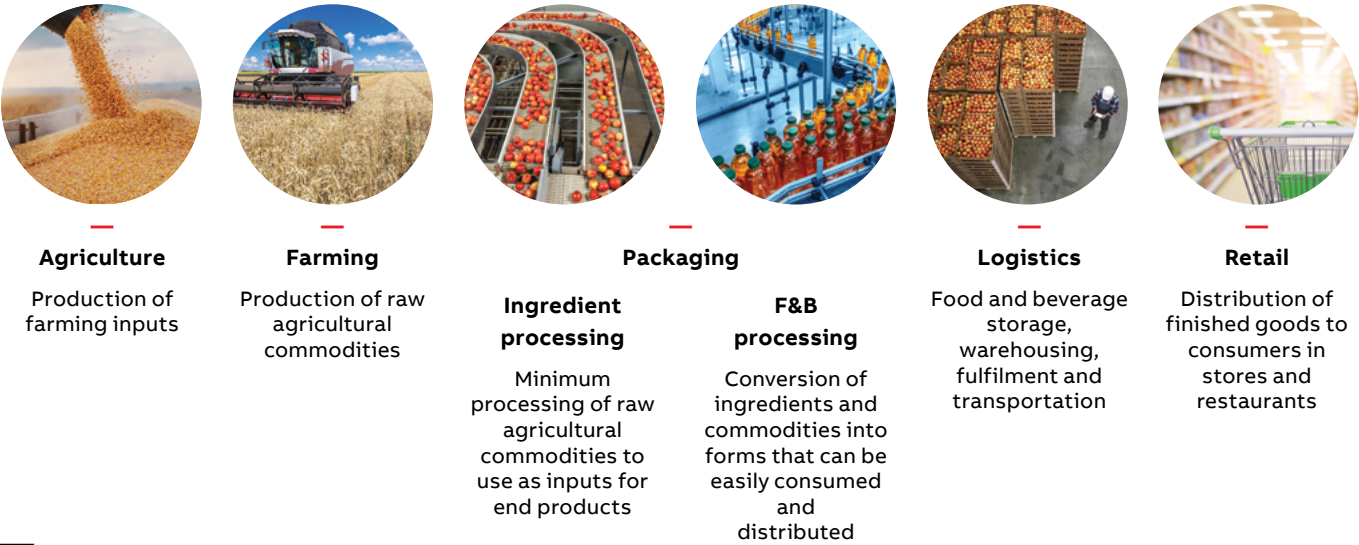 Agriculture
Production of
farming inputs
Farming
Production of raw
agricultural
commodities
Packaging
Ingredient
processing
Minimum
processing of raw
agricultural
commodities to
use as inputs for
end products
F&B
processing
Conversion of
ingredients and
commodities into
forms that can be
easily consumed
and
distributed
Logistics
Food and beverage
storage,
warehousing,
fulfilment and
transportation
Retail
Distribution of
finished goods to
consumers in
stores and
restaurants